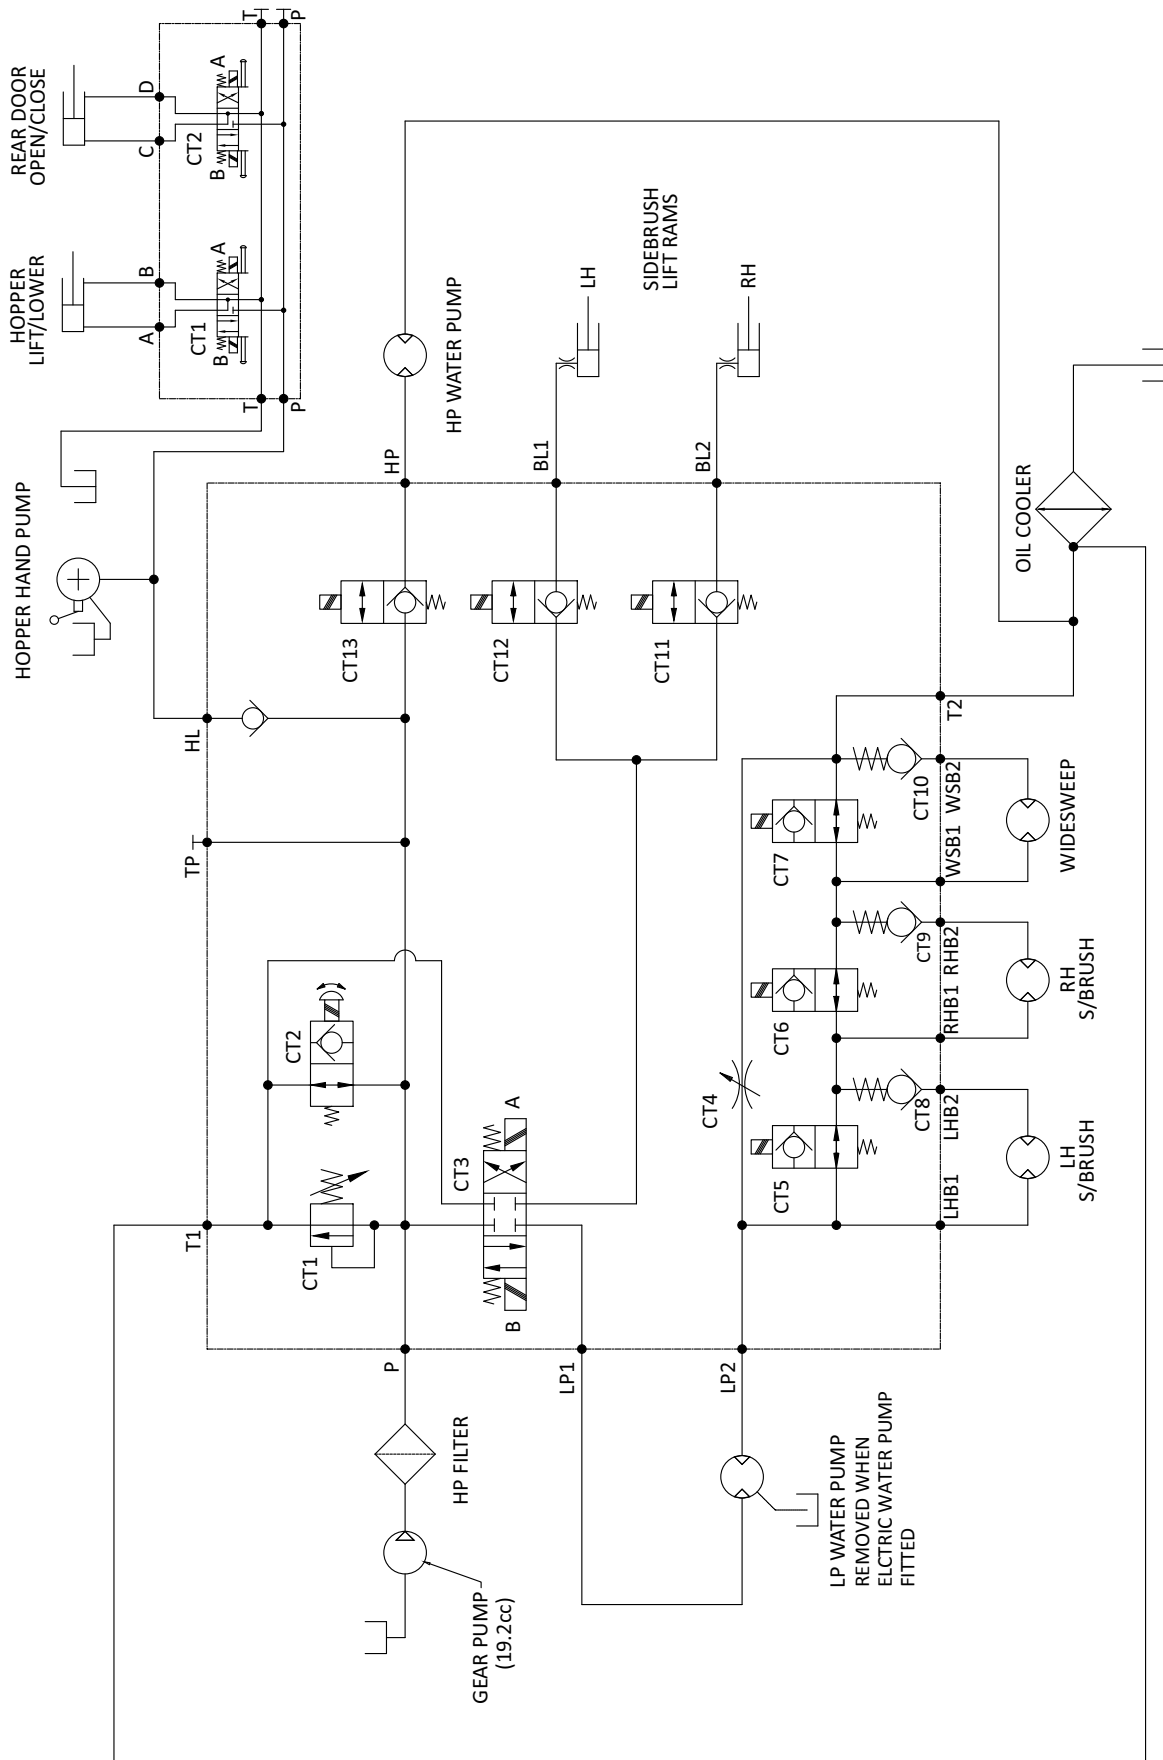 REAR DOOR
OPEN/CLOSE
HOPPER
LIFT/LOWER
T
P
D
C
A
CT2
B
B
A
A
CT1
B
T
P
HOPPER HAND PUMP
HP WATER PUMP
SIDEBRUSH
LIFT RAMS
LH
RH
HP
BL1
BL2
OIL COOLER
CT13
CT12
CT11
HL
TP
T2
CT10
WSB2
WSB1
WIDESWEEP
CT7
CT9
RHB2
RHB1
RH
S/BRUSH
CT6
CT4
CT8
LHB2
LHB1
LH
S/BRUSH
CT5
CT2
CT1
CT3
A
B
T1
P
LP1
LP2
HP FILTER
GEAR PUMP
(19.2cc)
LP WATER PUMP
REMOVED WHEN
ELCTRIC WATER PUMP
FITTED